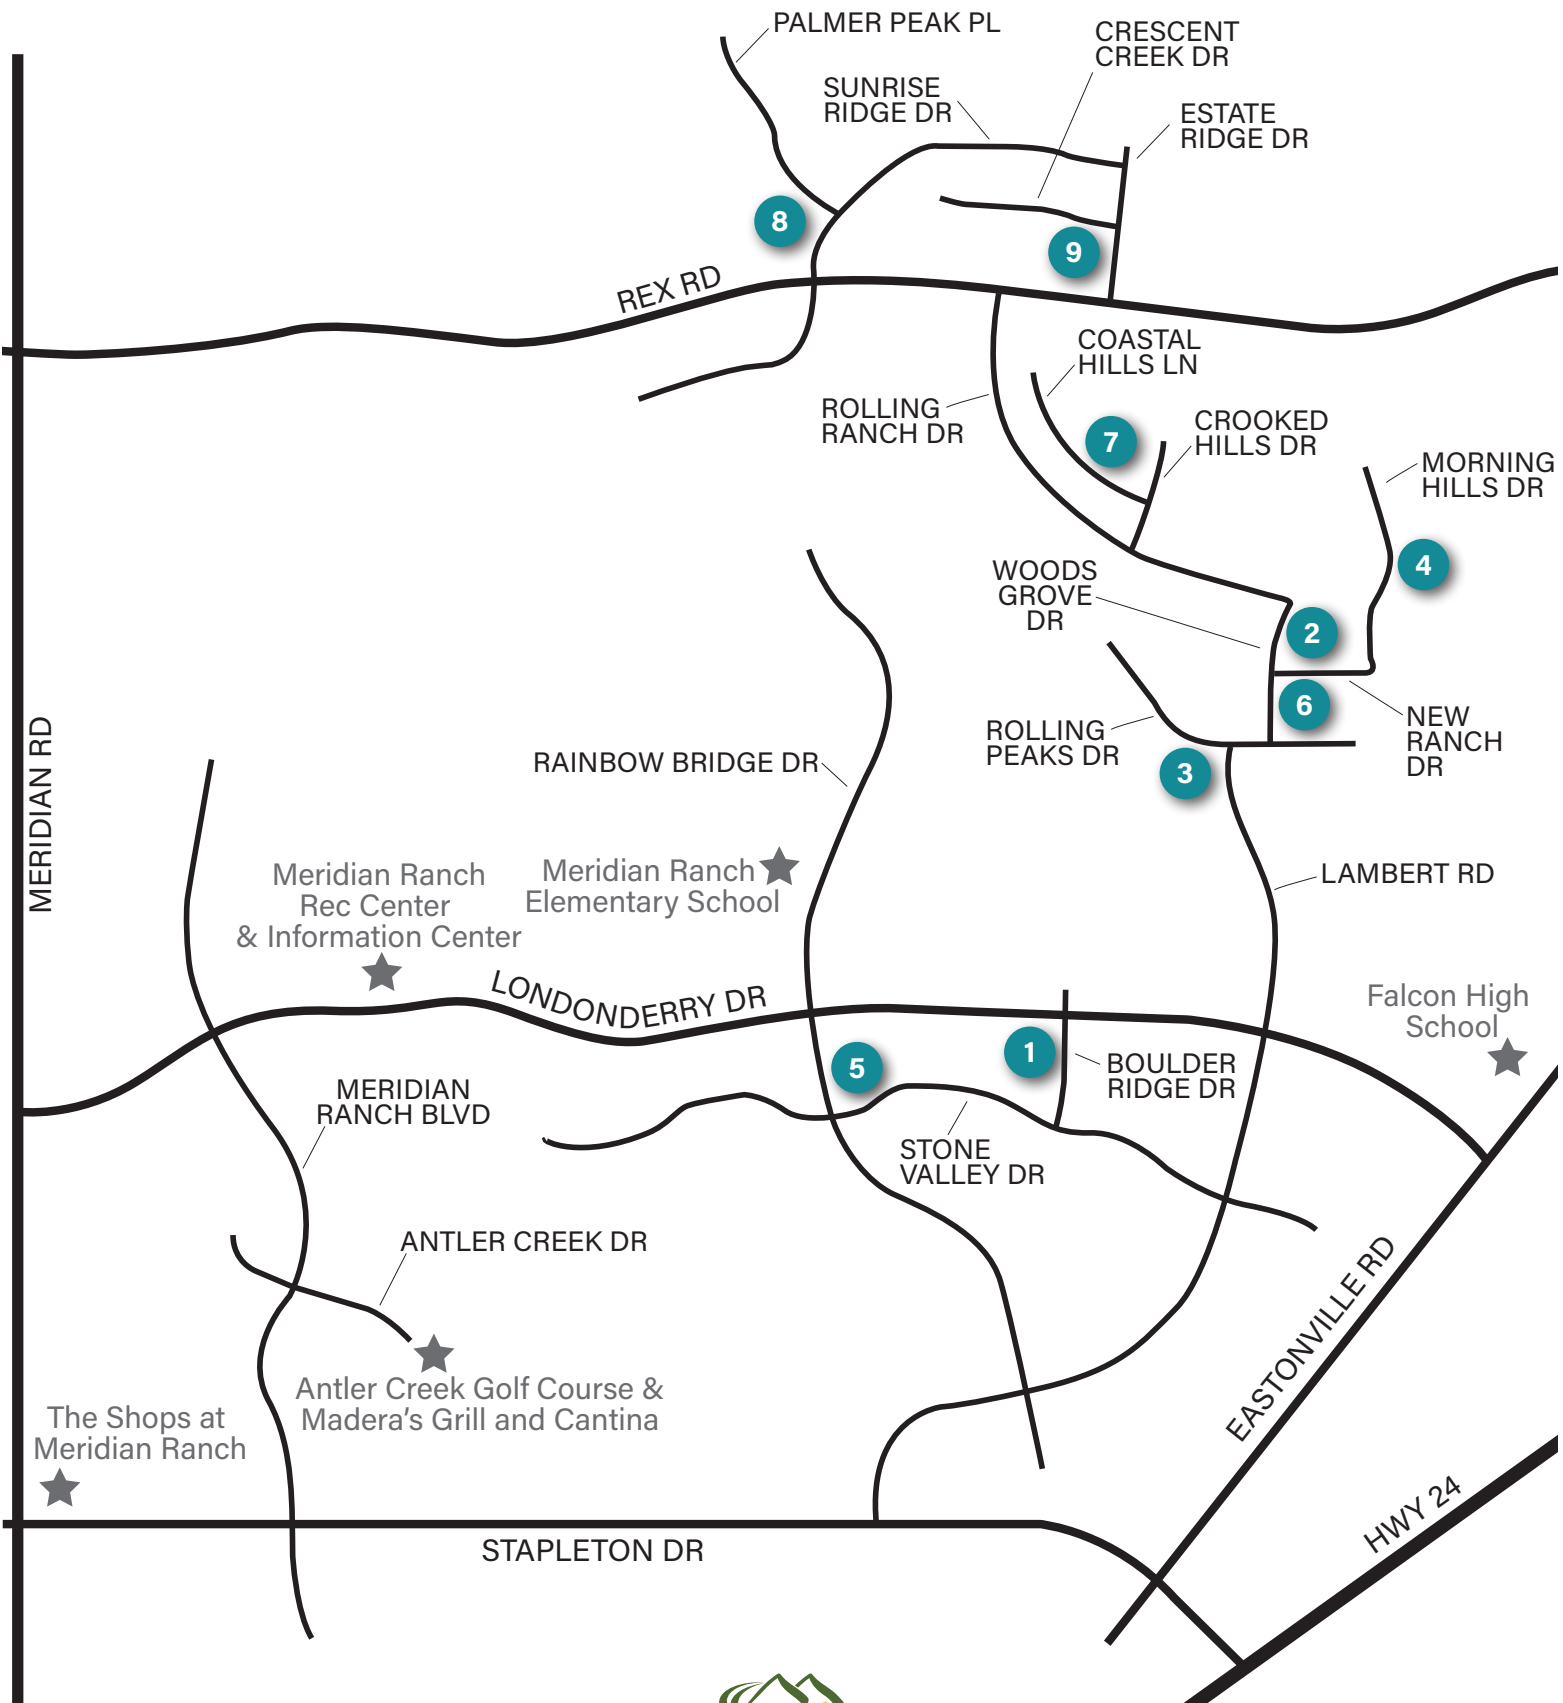 PALMER PEAK PL
CRESCENT
CREEK DR
SUNRISE
RIDGE DR
ESTATE
RIDGE DR
8
9
REX RD
COASTAL
HILLS LN
ROLLING
RANCH DR
7
CROOKED
HILLS DR
MORNING
HILLS DR
4
WOODS
GROVE
DR
2
6
ROLLING
PEAKS DR
NEW
RANCH
DR
3
MERIDIAN RD
RAINBOW BRIDGE DR
Meridian Ranch
Elementary School
Meridian Ranch
Rec Center
& Information Center
LAMBERT RD
LONDONDERRY DR
Falcon High
School
1
5
BOULDER
RIDGE DR
MERIDIAN
RANCH BLVD
STONE
VALLEY DR
ANTLER CREEK DR
EASTONVILLE RD
Antler Creek Golf Course &
Madera's Grill and Cantina
The Shops at
Meridian Ranch
HWY 24
STAPLETON DR